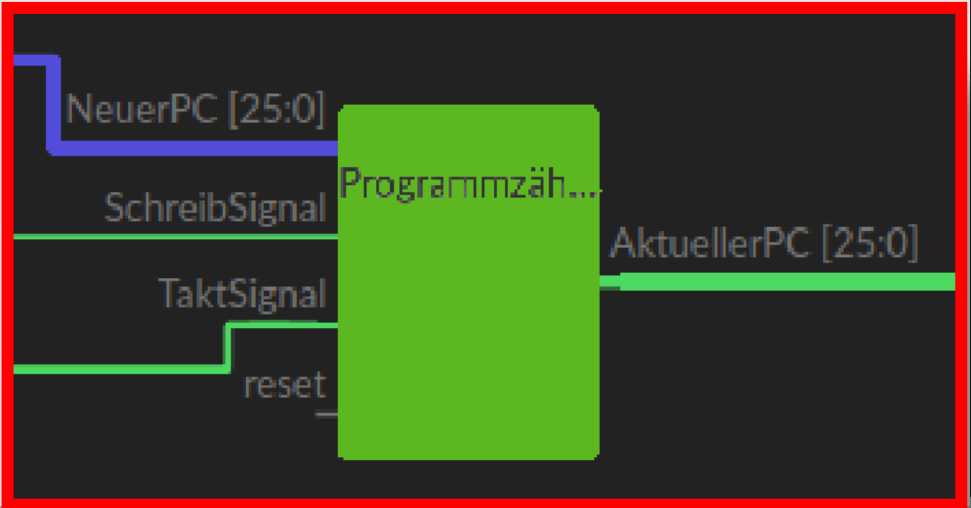 NeuerPC [25:0]
Programmzäh....
SchreibSignal
AktuellerPC [25:0]
TaktSignal
reset